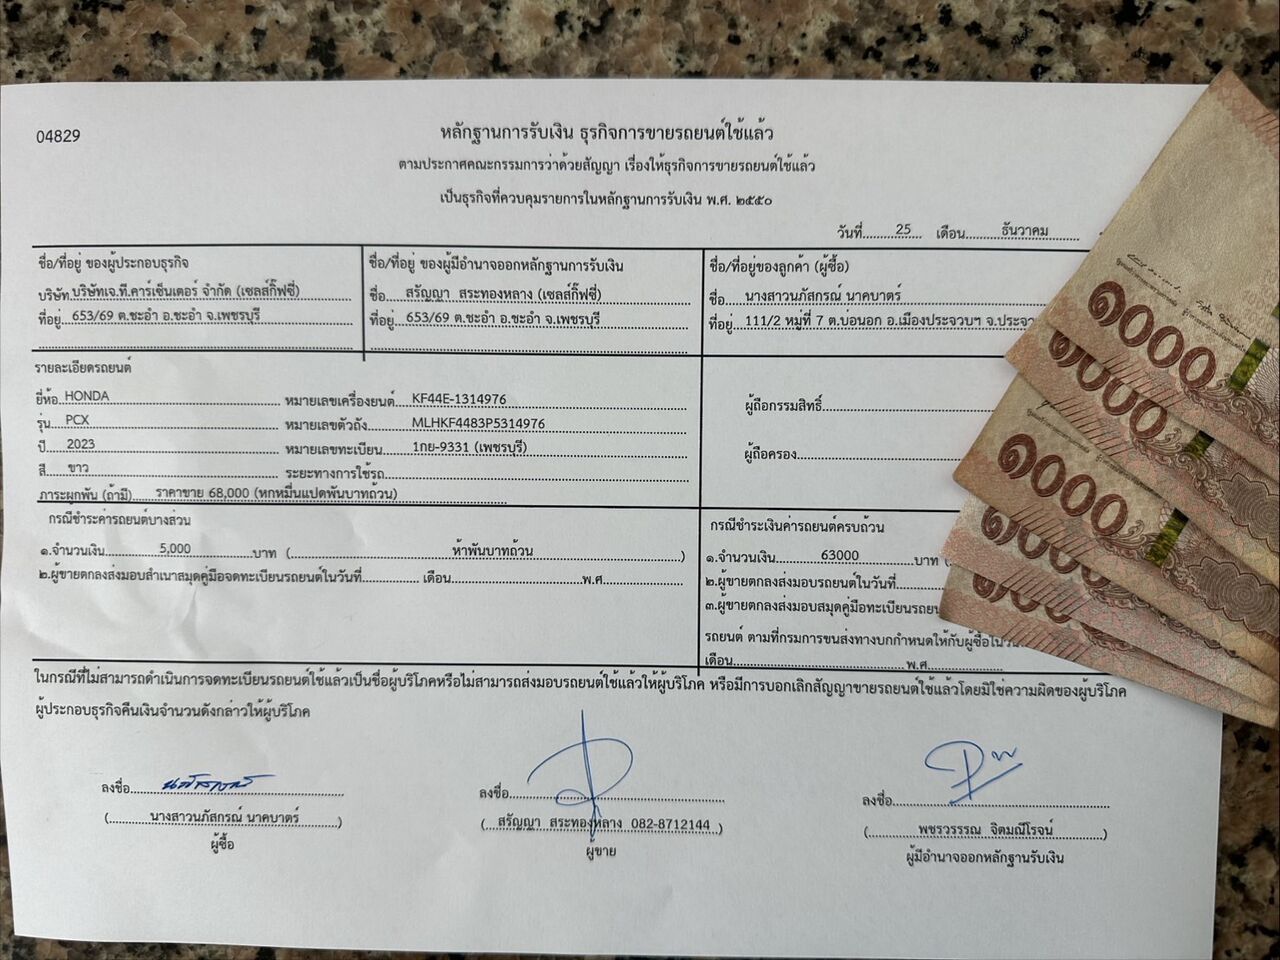 04829
หลักฐานการรับเงิน ธุรกิจการขายรถยนต์ใช้แล้ว
ตามประกาศคณะกรรมการว่าด้วยสัญญา เรื่องให้ธุรกิจการขายรถยนต์ใช้แล้ว
เป็นธุรกิจที่ควบคุมรายการในหลักฐานการรับเงิน พ.ศ. ๒๕๕๐
วันที่ 25 เดือน ธันวาคม
ชื่อ/ที่อยู่ ของผู้ประกอบธุรกิจ
บริษัท บริษัทเจ.ที.คาร์เซ็นเตอร์ จำกัด (เซลส์กิ๊ฟซี่)
ที่อยู่ 653/69 ต.ชะอำ อ.ชะอำ จ.เพชรบุรี
ชื่อ/ที่อยู่ ของผู้มีอำนาจออกหลักฐานการรับเงิน
ชื่อ สรัญญา สระทองหลาง (เซลส์กิ๊ฟซี่)
ที่อยู่ 653/69 ต.ชะอำ อ.ชะอำ จ.เพชรบุรี
ชื่อ/ที่อยู่ของลูกค้า (ผู้ซื้อ)
ชื่อ นางสาวนภัสกรณ์ นาคบาตร์
ที่อยู่ 111/2 หมู่ที่ 7 ต.บ่อนอก อ.เมืองประจวบฯ จ.ประจว
รายละเอียดรถยนต์
ยี่ห้อ HONDA หมายเลขเครื่องยนต์ KF44E-1314976
รุ่น PCX หมายเลขตัวถัง MLHKF4483P5314976
ปี 2023 หมายเลขทะเบียน 1กย-9331 (เพชรบุรี)
สี ขาว ระยะทางการใช้รถ
ภาระผูกพัน (ถ้ามี) ราคาขาย 68,000 (หกหมื่นแปดพันบาทถ้วน)
ผู้ถือกรรมสิทธิ์
ผู้ถือครอง
กรณีชำระค่ารถยนต์บางส่วน
๑.จำนวนเงิน 5,000 บาท ( ห้าพันบาทถ้วน )
๒.ผู้ขายตกลงส่งมอบสำเนาสมุดคู่มือจดทะเบียนรถยนต์ในวันที่ เดือน พ.ศ
กรณีชำระเงินค่ารถยนต์ครบถ้วน
๑.จำนวนเงิน 63000 บาท (
๒.ผู้ขายตกลงส่งมอบรถยนต์ในวันที่
๓.ผู้ขายตกลงส่งมอบสมุดคู่มือทะเบียนรถยน
รถยนต์ ตามที่กรมการขนส่งทางบกกำหนดให้กับผู้ซื้อในวัน
เดือน พ.ศ
ในกรณีที่ไม่สามารถดำเนินการจดทะเบียนรถยนต์ใช้แล้วเป็นชื่อผู้บริโภคหรือไม่สามารถส่งมอบรถยนต์ใช้แล้วให้ผู้บริโภค หรือมีการบอกเลิกสัญญาขายรถยนต์ใช้แล้วโดยมิใช่ความผิดของผู้บริโภค
ผู้ประกอบธุรกิจคืนเงินจำนวนดังกล่าวให้ผู้บริโภค
ลงชื่อ นภัสกรณ์
(นางสาวนภัสกรณ์ นาคบาตร์)
ผู้ซื้อ
ลงชื่อ
(สรัญญา สระทองหลาง 082-8712144)
ผู้ขาย
ลงชื่อ
(พชรวรรณ จิตมณีโรจน์)
ผู้มีอำนาจออกหลักฐานรับเงิน
๑๐๐๐
๑๐๐๐
๑๐๐๐
๑๐๐๐
๑๐๐๐